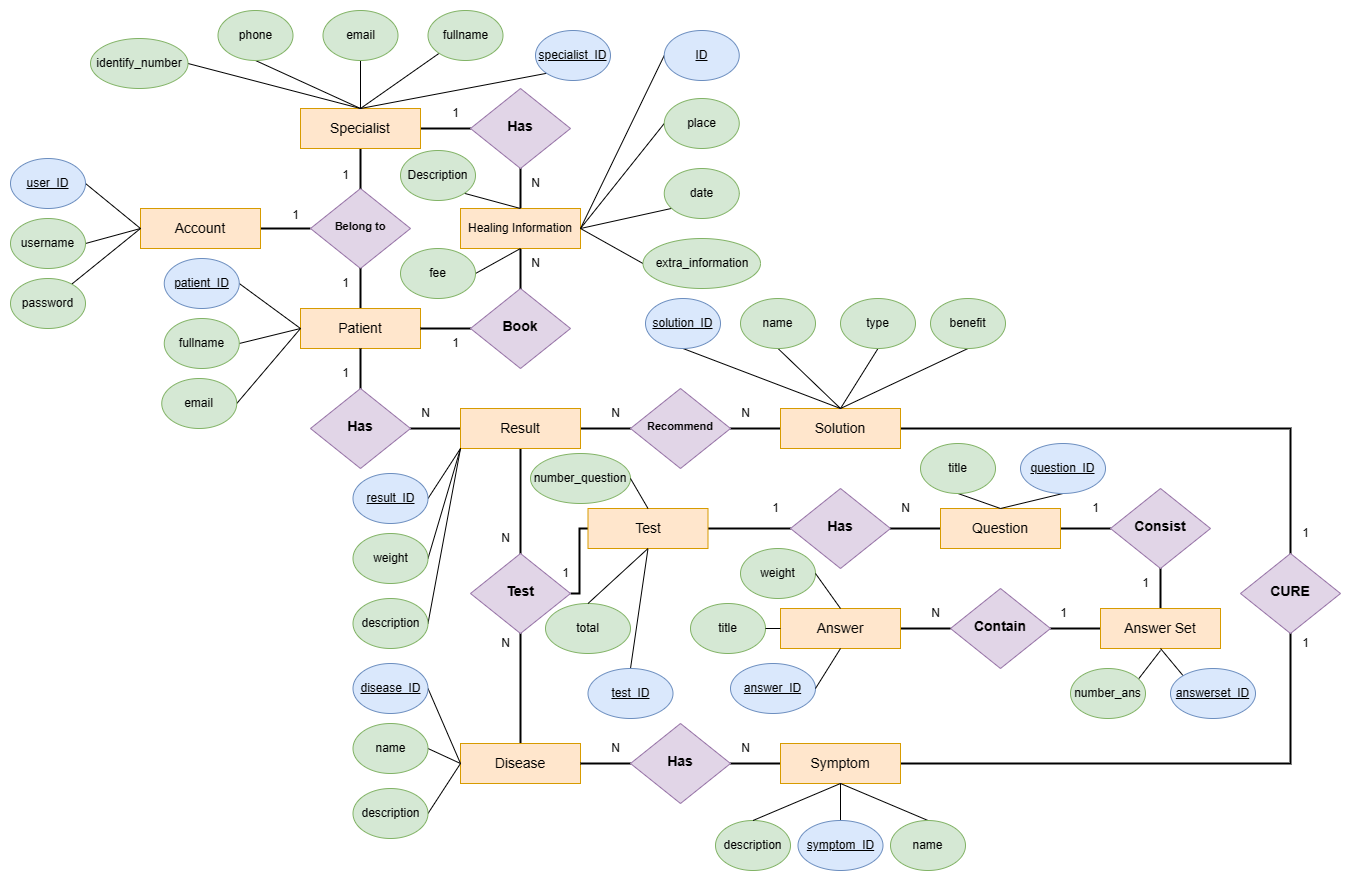 phone
email
fullname
identify_number
specialist_ID
ID
Specialist
1
Has
place
Description
1
N
user_ID
date
Account
1
Belong to
Healing Information
username
extra_information
fee
N
password
patient_ID
1
fullname
Patient
1
Book
solution_ID
name
type
benefit
email
1
Has
N
Result
N
Recommend
N
Solution
number_question
title
question_ID
result_ID
weight
description
N
Test
1
Has
N
Question
1
Consist
1
Test
1
weight
1
CURE
N
title
Answer
N
Contain
1
Answer Set
1
total
test_ID
answer_ID
number_ans
answerset_ID
disease_ID
name
description
Disease
N
Has
N
Symptom
description
symptom_ID
name